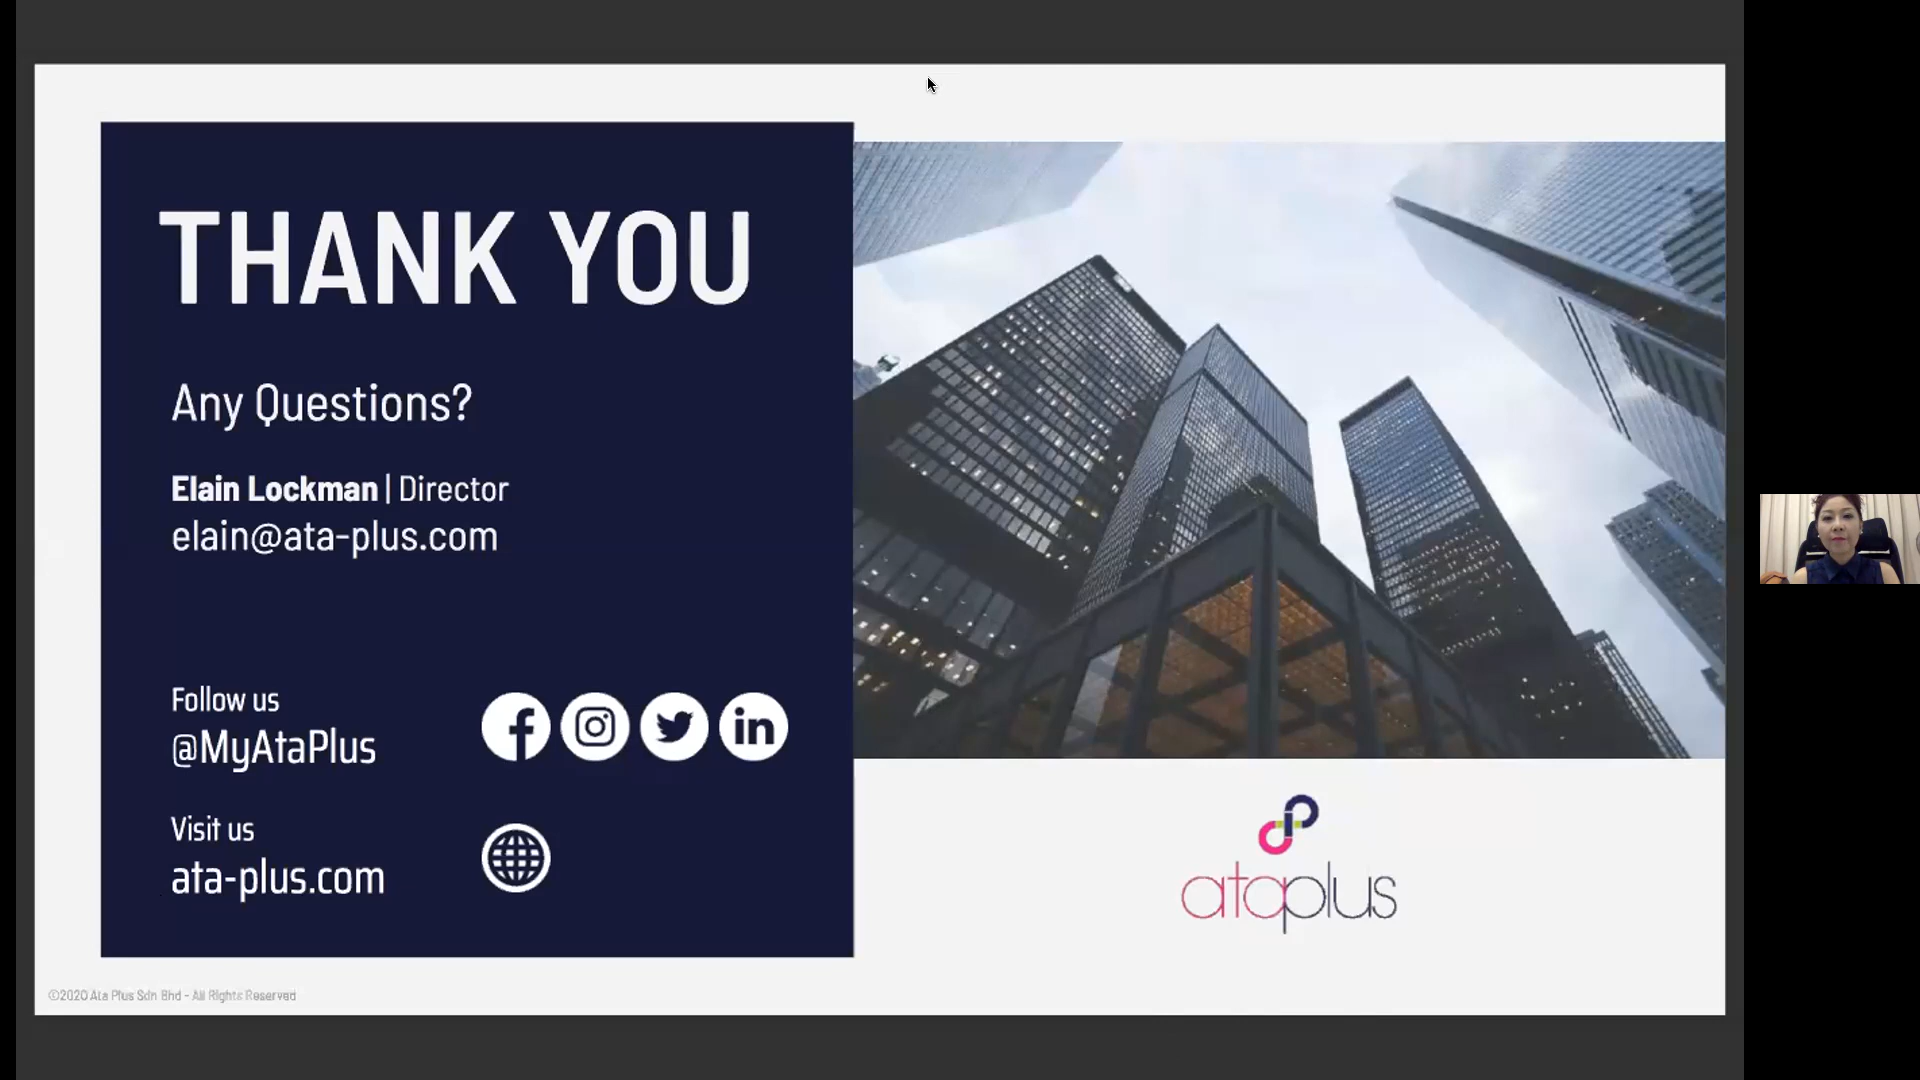 THANK YOU
Any Questions?
Elain Lockman | Director
elain@ata-plus.com
Follow us
@MyAtaPlus
Visit us
ata-plus.com
ataplus
©2020 Ata Plus Sdn Bhd - All Rights Reserved